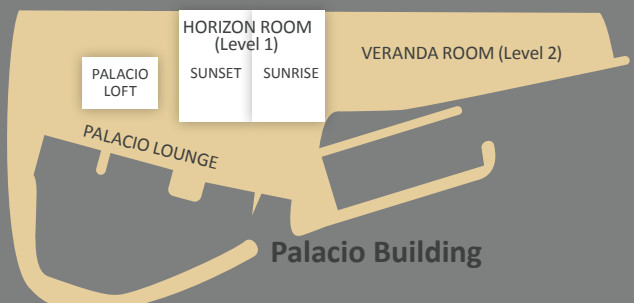 HORIZON ROOM
(Level 1)
VERANDA ROOM (Level 2)
PALACIO
LOFT
SUNSET
SUNRISE
PALACIO LOUNGE
Palacio Building